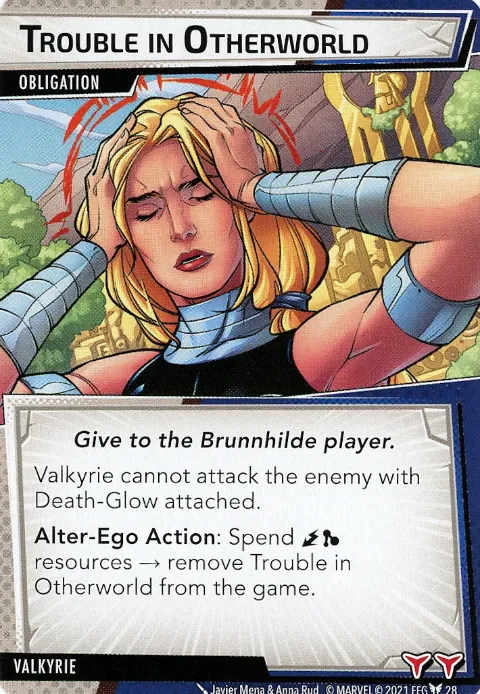 TROUBLE IN OTHERWORLD
OBLIGATION
Give to the Brunnhilde player.
Valkyrie cannot attack the enemy with
Death-Glow attached.
Alter-Ego Action: Spend
resources → remove Trouble in
Otherworld from the game.
VALKYRIE
Javier Mena & Anna Rud © MARVEL © 2021 FFG 28